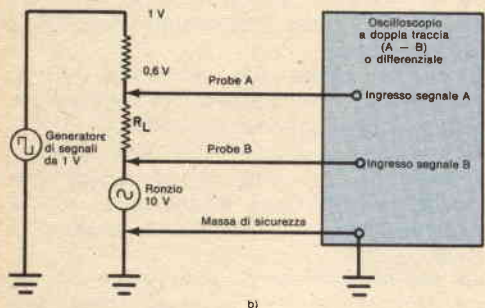 1 V
Oscilloscopio
a doppia traccia
(A – B)
o differenziale
0,6 V
Probe A
Ingresso segnale A
RL
Generatore
di segnali
da 1 V
Probe B
Ingresso segnale B
Ronzio
10 V
Massa di sicurezza
b)